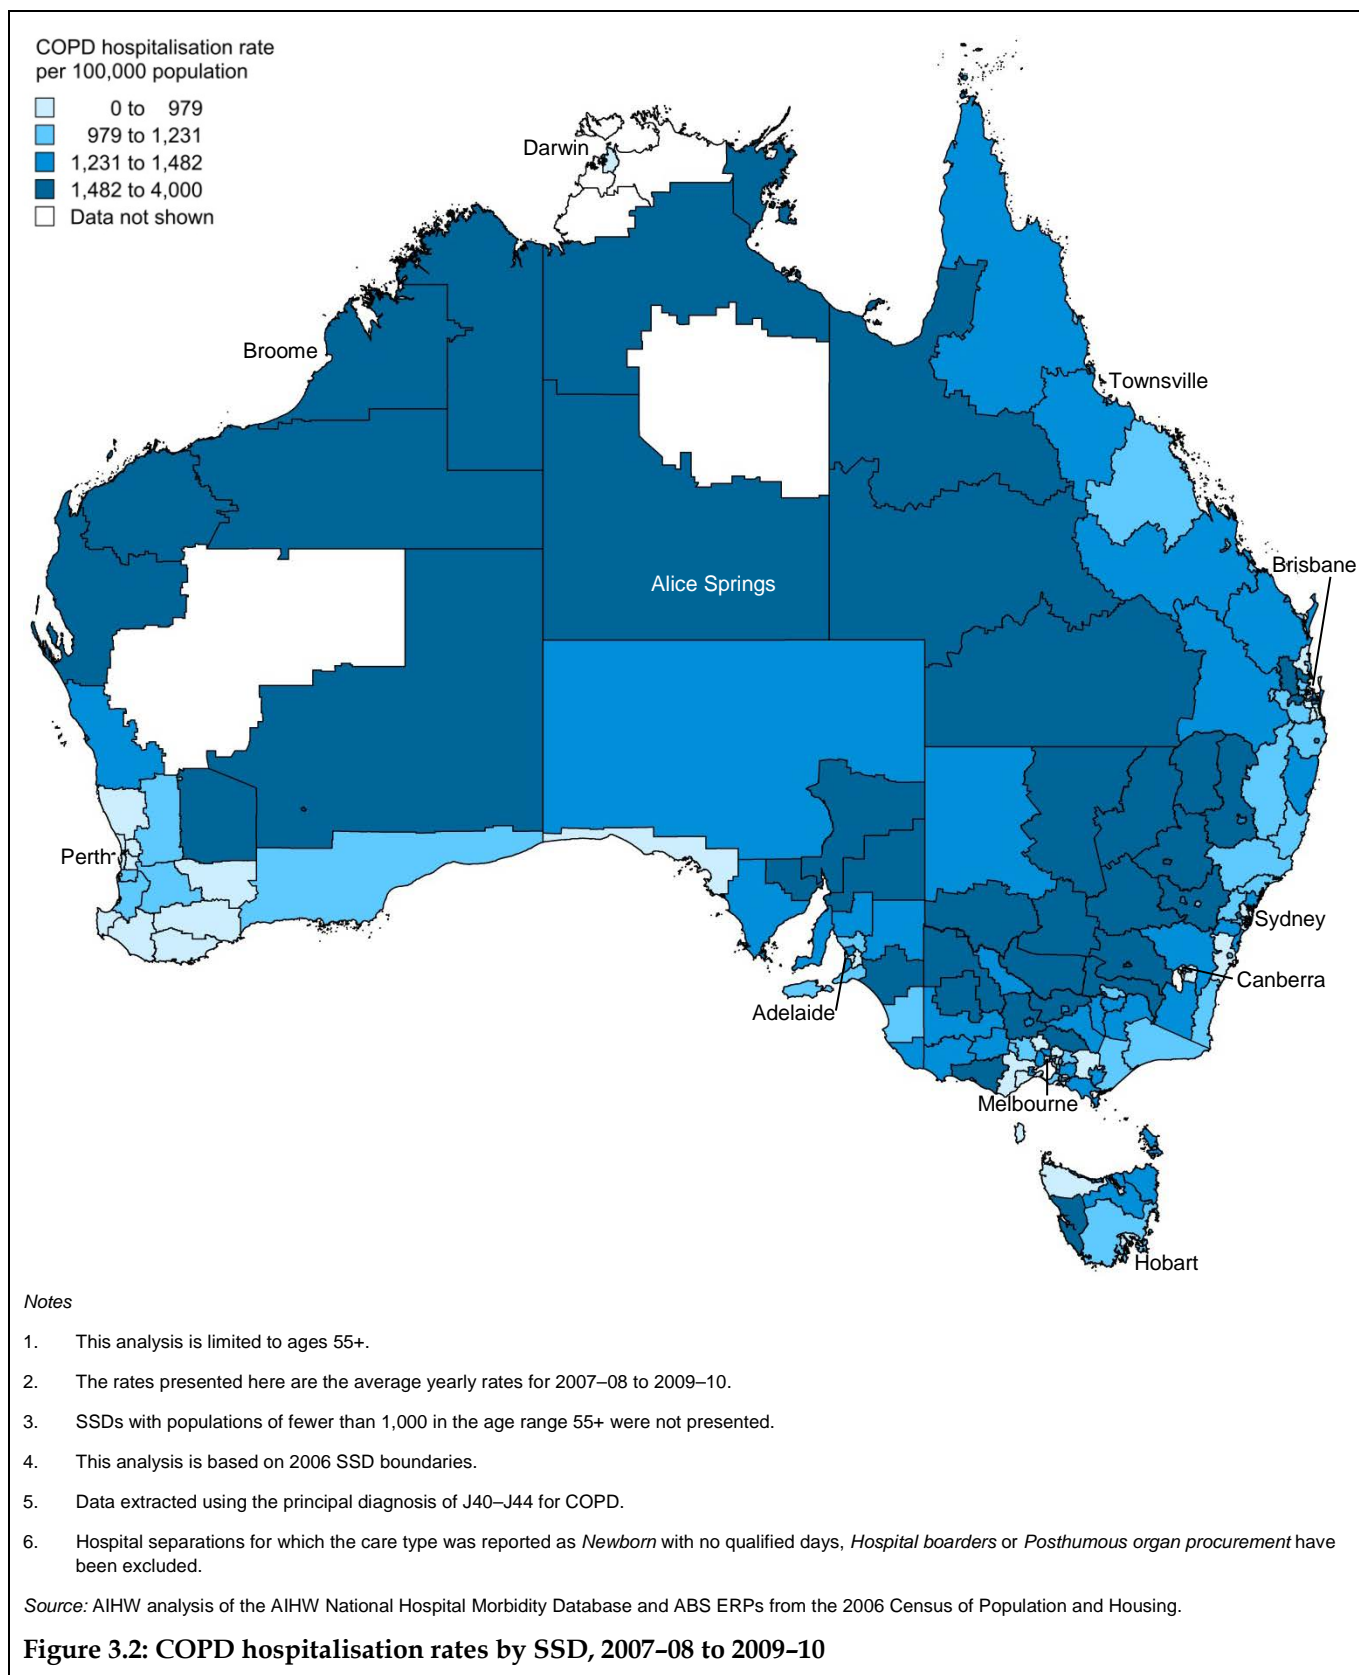 COPD hospitalisation rate
per 100,000 population
0 to 979
979 to 1,231
1,231 to 1,482
1,482 to 4,000
Data not shown
Darwin
Broome
Townsville
Alice Springs
Brisbane
Perth
Sydney
Canberra
Adelaide
Melbourne
Hobart
Notes
1. This analysis is limited to ages 55+.
2. The rates presented here are the average yearly rates for 2007–08 to 2009–10.
3. SSDs with populations of fewer than 1,000 in the age range 55+ were not presented.
4. This analysis is based on 2006 SSD boundaries.
5. Data extracted using the principal diagnosis of J40–J44 for COPD.
6. Hospital separations for which the care type was reported as Newborn with no qualified days, Hospital boarders or Posthumous organ procurement have
been excluded.
Source: AIHW analysis of the AIHW National Hospital Morbidity Database and ABS ERPs from the 2006 Census of Population and Housing.
Figure 3.2: COPD hospitalisation rates by SSD, 2007–08 to 2009–10